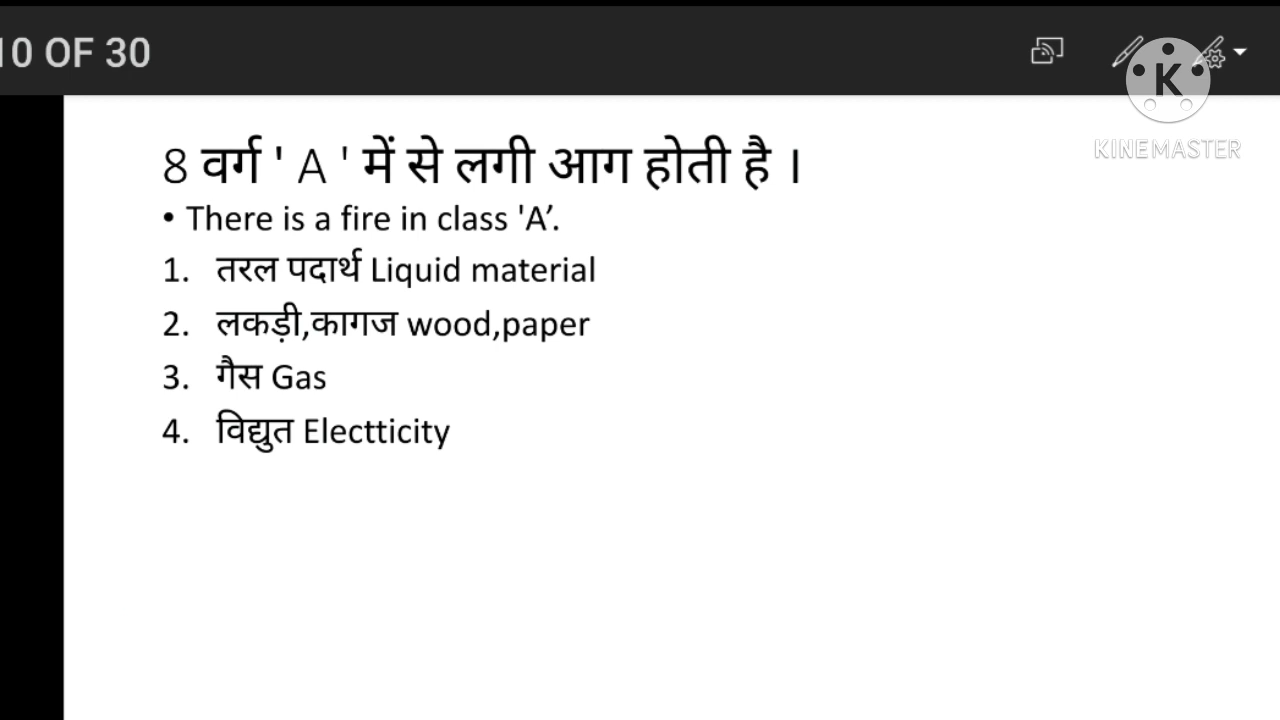 10 OF 30
K
KINEMASTER
8 वर्ग ' A ' में से लगी आग होती है ।
• There is a fire in class 'A’.
1. तरल पदार्थ Liquid material
2. लकड़ी,कागज wood,paper
3. गैस Gas
4. विद्युत Electticity